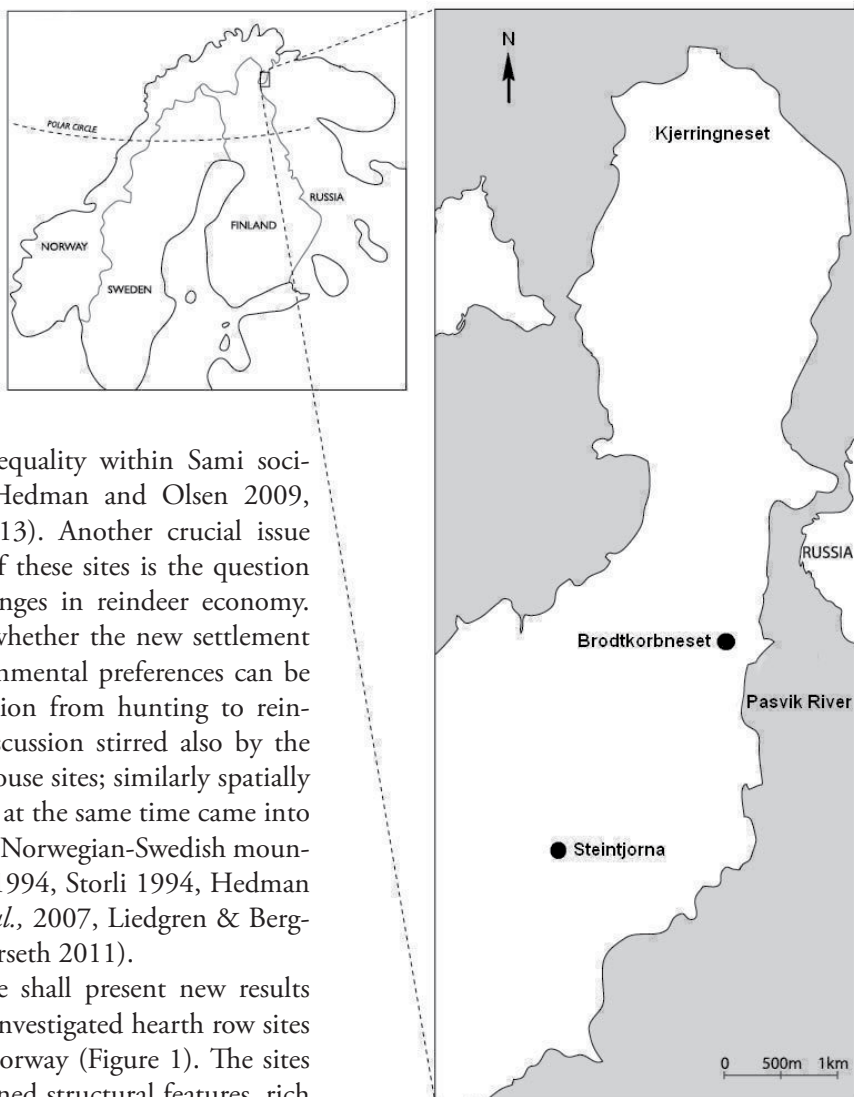 POLAR CIRCLE
NORWAY
SWEDEN
FINLAND
RUSSIA
N
Kjerringneset
RUSSIA
Brodtkorbneset
Pasvik River
Steintjorna
0 500m 1km
equality within Sami soci-
Hedman and Olsen 2009,
13). Another crucial issue
f these sites is the question
nges in reindeer economy.
whether the new settlement
nmental preferences can be
ion from hunting to rein-
scussion stirred also by the
ouse sites; similarly spatially
at the same time came into
Norwegian-Swedish moun-
1994, Storli 1994, Hedman
al., 2007, Liedgren & Berg-
rseth 2011).
e shall present new results
investigated hearth row sites
orway (Figure 1). The sites
ned structural features, rich